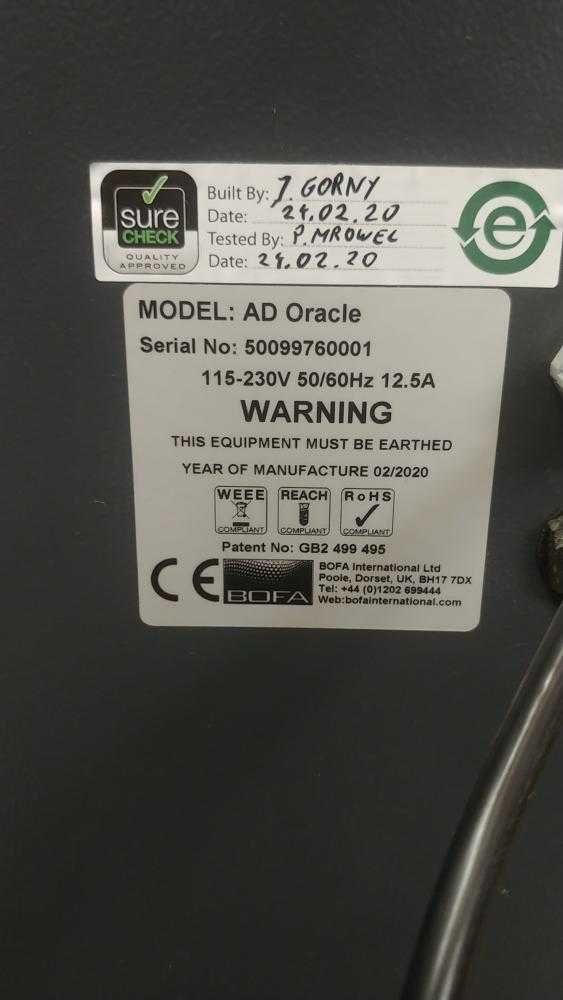 sure
CHECK
QUALITY
APPROVED
Built By: J. GORNY
Date: 24.02.20
Tested By: P. MROWEC
Date: 24.02.20
e
MODEL: AD Oracle
Serial No: 50099760001
115-230V 50/60Hz 12.5A
WARNING
THIS EQUIPMENT MUST BE EARTHED
YEAR OF MANUFACTURE 02/2020
WEEE REACH RoHS
COMPLIANT COMPLIANT COMPLIANT
Patent No: GB2 499 495
CE
BOFA
BOFA International Ltd
Poole, Dorset, UK, BH17 7DX
Tel: +44 (0)1202 699444
Web:bofainternational.com